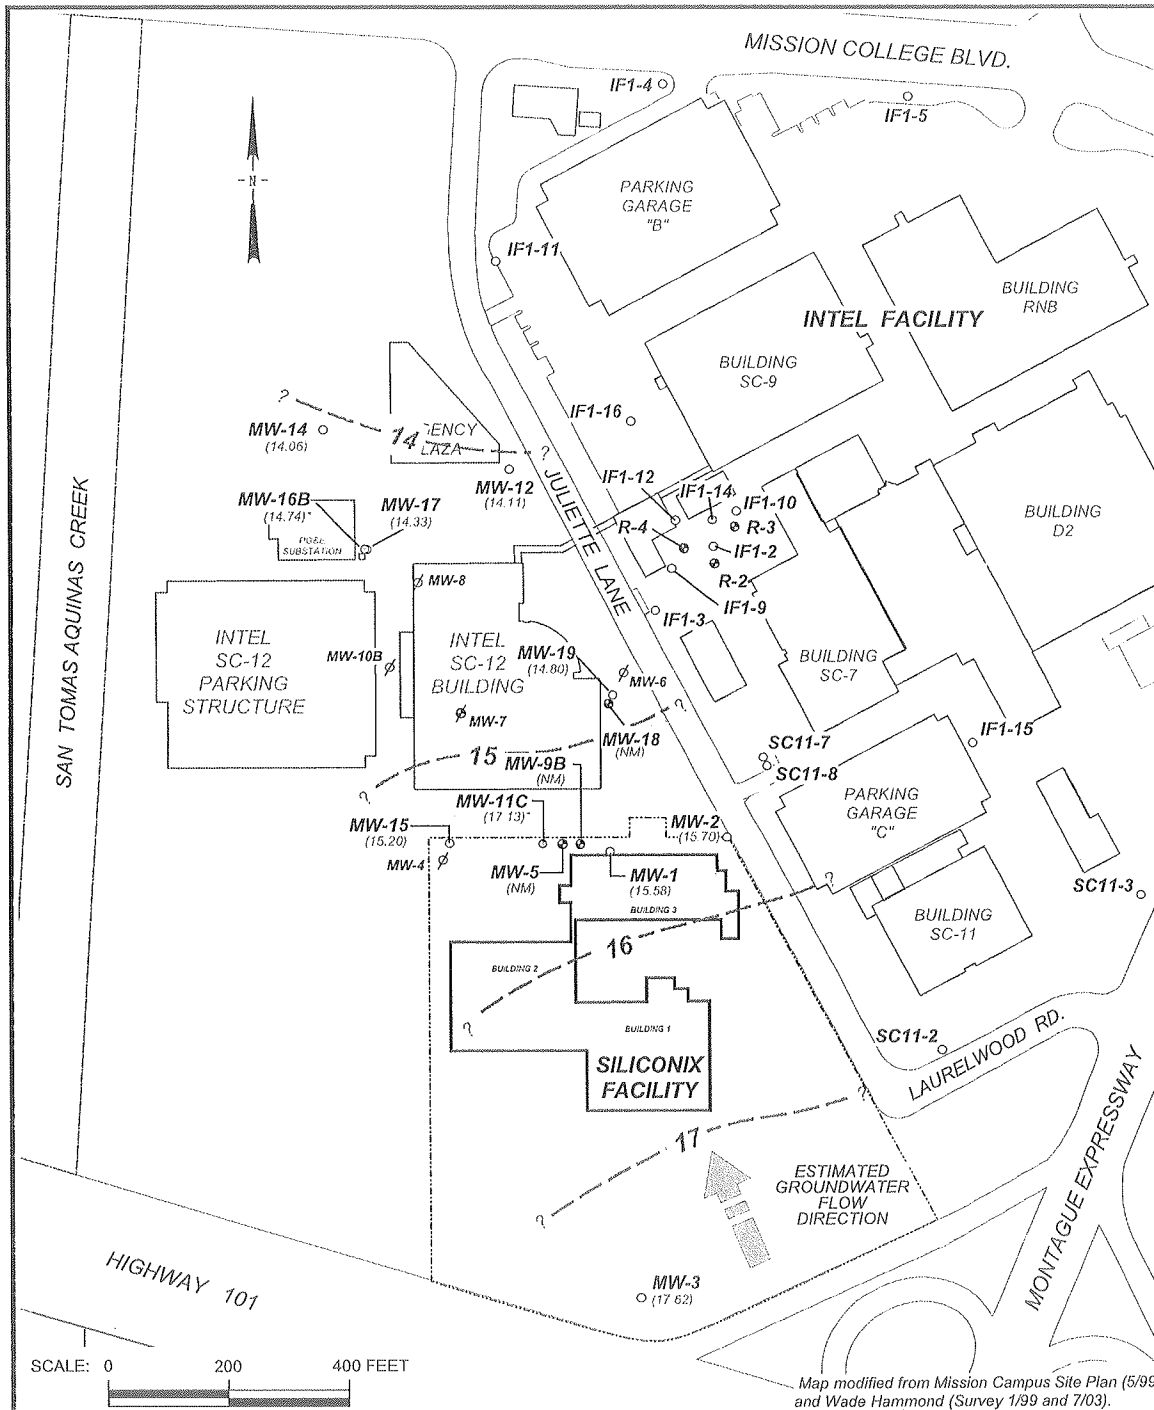 MISSION COLLEGE BLVD.
IF1-4
IF1-5
-N-
PARKING
GARAGE
"B"
IF1-11
BUILDING
RNB
INTEL FACILITY
BUILDING
SC-9
?
14
MW-14
(14.06)
IF1-16
?
MW-12
(14.11)
JULIETTE LANE
IF1-12
IF1-14
IF1-10
R-4
R-3
IF1-2
R-2
IF1-9
IF1-3
MW-16B
(14.74)*
MW-17
(14.33)
PG&E
SUBSTATION
BUILDING
D2
SAN TOMAS AQUINAS CREEK
MW-8
INTEL
SC-12
PARKING
STRUCTURE
MW-10B
INTEL
SC-12
BUILDING
MW-19
(14.80)
MW-6
BUILDING
SC-7
MW-7
MW-18
(NM)
?
15
?
MW-9B
(NM)
SC11-7
SC11-8
IF1-15
MW-11C
(17.13)*
MW-15
(15.20)
MW-4
MW-2
(15.70)
PARKING
GARAGE
"C"
MW-5
(NM)
MW-1
(15.58)
?
SC11-3
BUILDING 3
BUILDING
SC-11
16
BUILDING 2
?
BUILDING 1
SILICONIX
FACILITY
SC11-2
LAURELWOOD RD.
?
17
?
ESTIMATED
GROUNDWATER
FLOW
DIRECTION
MONTAGUE EXPRESSWAY
HIGHWAY 101
MW-3
(17.62)
SCALE: 0 200 400 FEET
Map modified from Mission Campus Site Plan (5/99
and Wade Hammond (Survey 1/99 and 7/03).